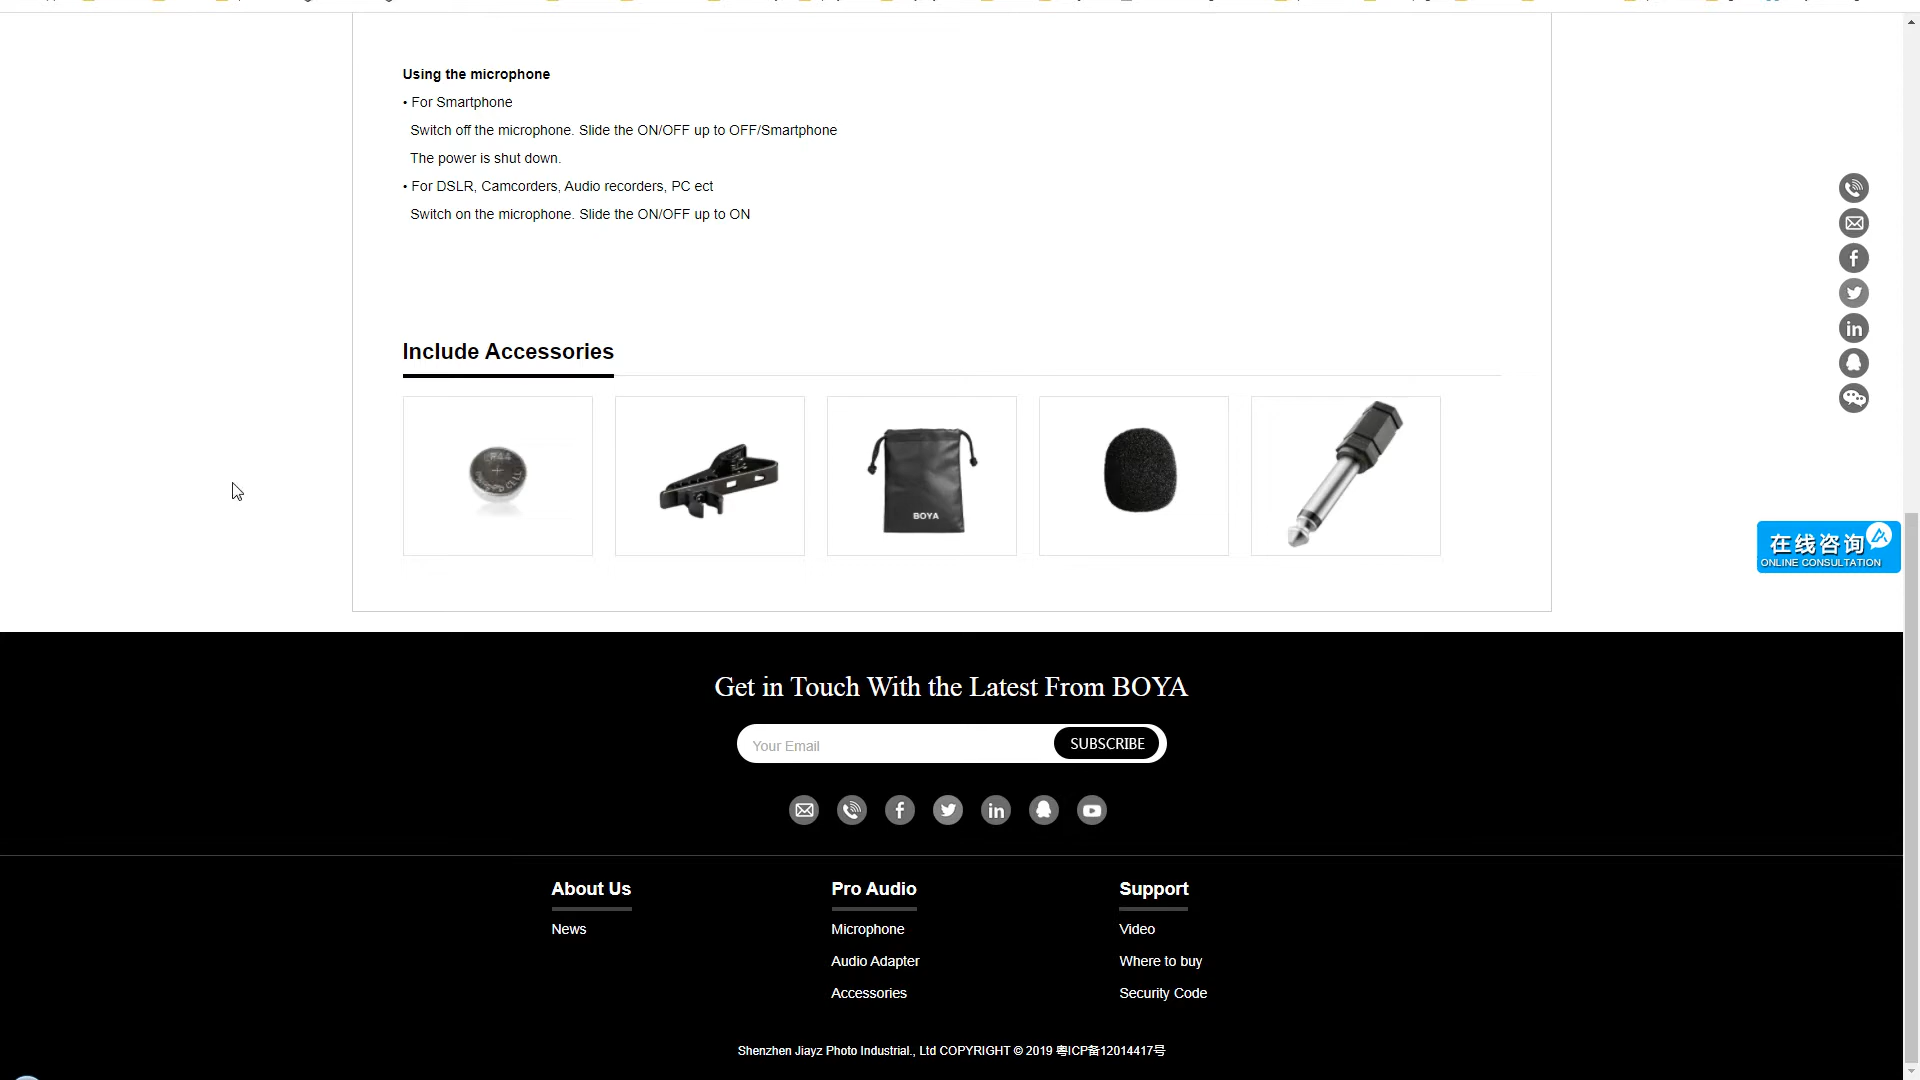 Using the microphone
• For Smartphone
Switch off the microphone. Slide the ON/OFF up to OFF/Smartphone
The power is shut down.
• For DSLR, Camcorders, Audio recorders, PC ect
Switch on the microphone. Slide the ON/OFF up to ON
Include Accessories
BOYA
在线咨询
ONLINE CONSULTATION
Get in Touch With the Latest From BOYA
Your Email
SUBSCRIBE
About Us
Pro Audio
Support
News
Microphone
Video
Audio Adapter
Where to buy
Accessories
Security Code
Shenzhen Jiayz Photo Industrial., Ltd COPYRIGHT © 2019 粤ICP备12014417号